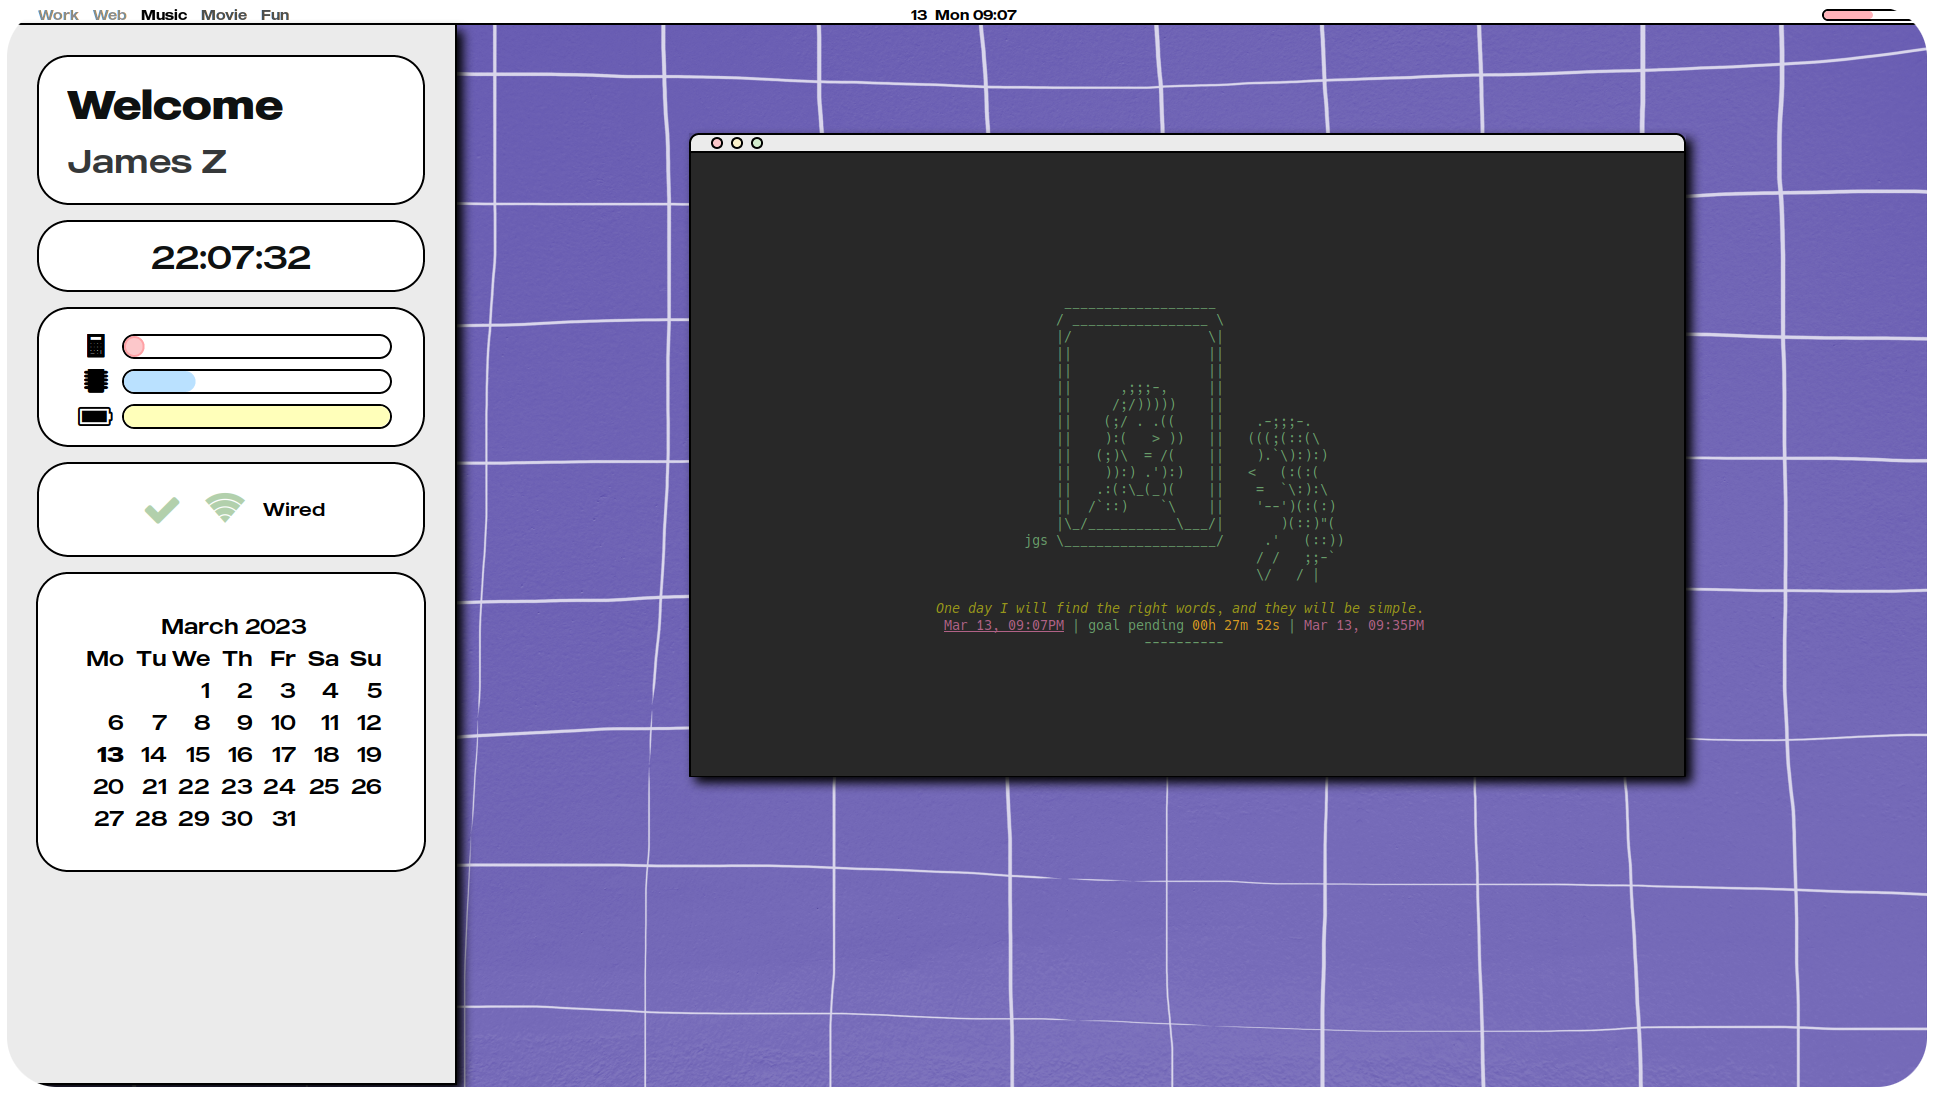 Work Web Music Movie Fun
13 Mon 09:07
Welcome
James Z
22:07:32
Wired
March 2023
Mo Tu We Th Fr Sa Su
1 2 3 4 5
6 7 8 9 10 11 12
13 14 15 16 17 18 19
20 21 22 23 24 25 26
27 28 29 30 31
jgs
One day I will find the right words, and they will be simple.
Mar 13, 09:07PM | goal pending 00h 27m 52s | Mar 13, 09:35PM
----------